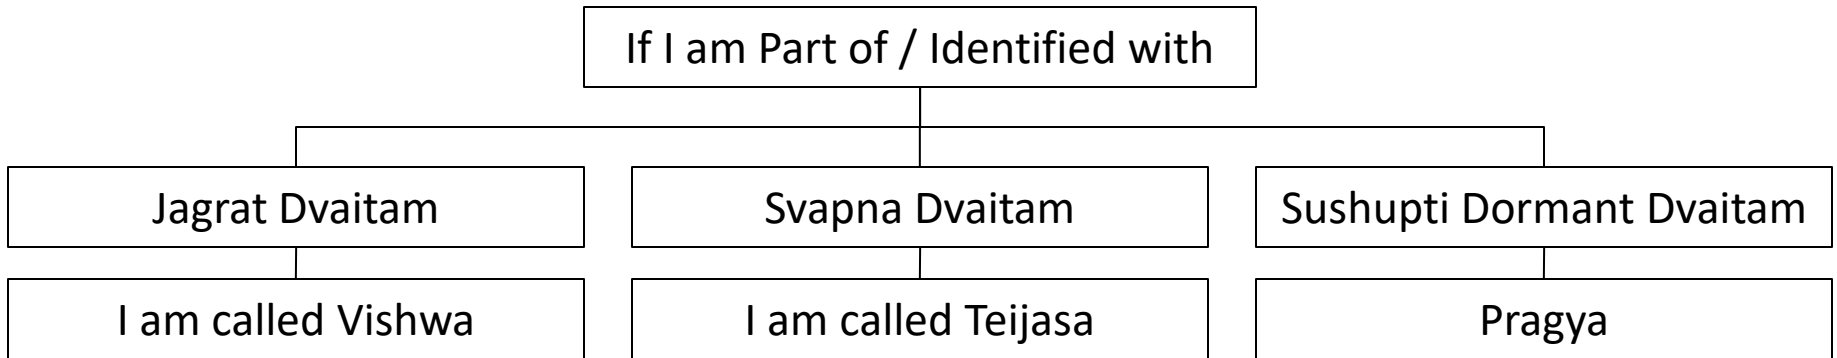 If I am Part of / Identified with
Jagrat Dvaitam
Svapna Dvaitam
Sushupti Dormant Dvaitam
I am called Vishwa
I am called Teijasa
Pragya